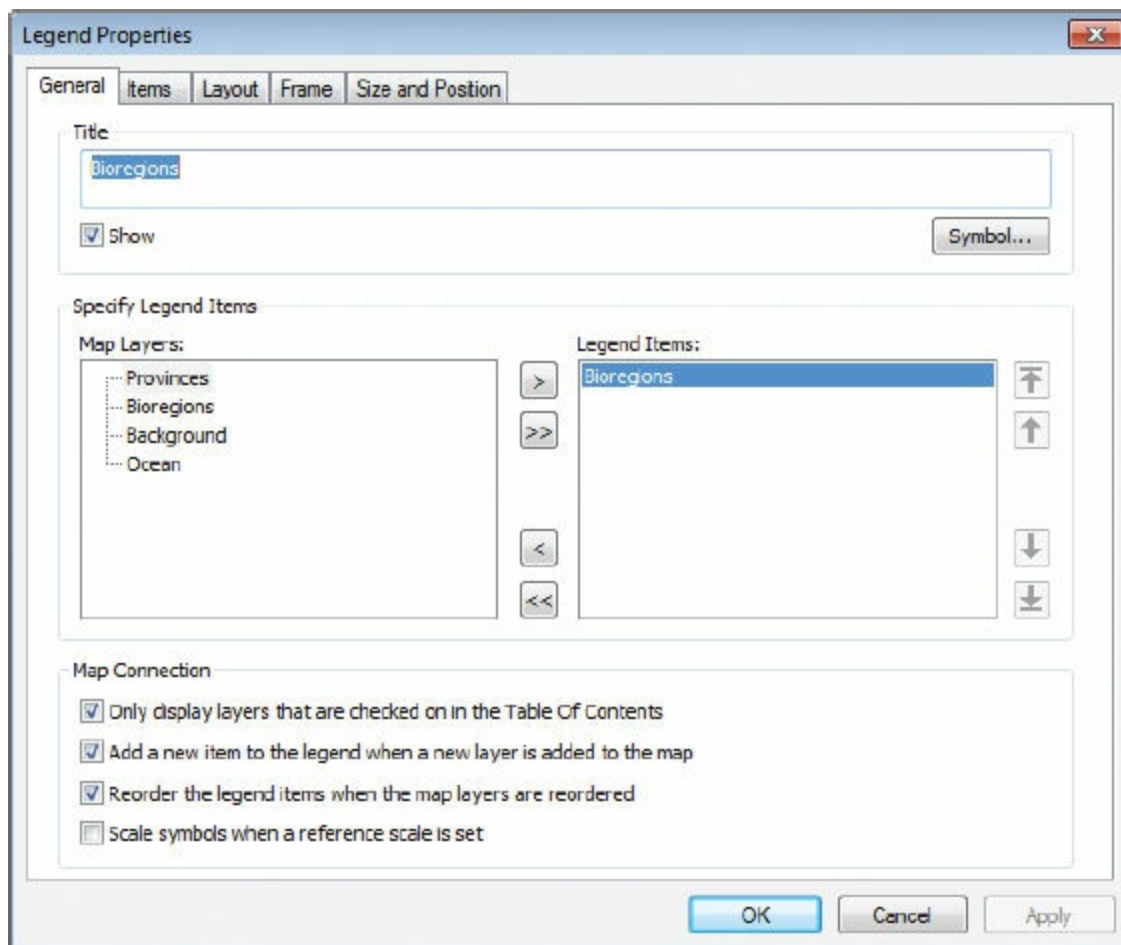 Legend Properties
General Items Layout Frame Size and Position
Title
Bioregions
Show Symbol...
Specify Legend Items
Map Layers: Legend Items:
Provinces > Bioregions
Bioregions
Background >>
Ocean
<
<<
Map Connection
Only display layers that are checked on in the Table Of Contents
Add a new item to the legend when a new layer is added to the map
Reorder the legend items when the map layers are reordered
Scale symbols when a reference scale is set
OK Cancel Apply